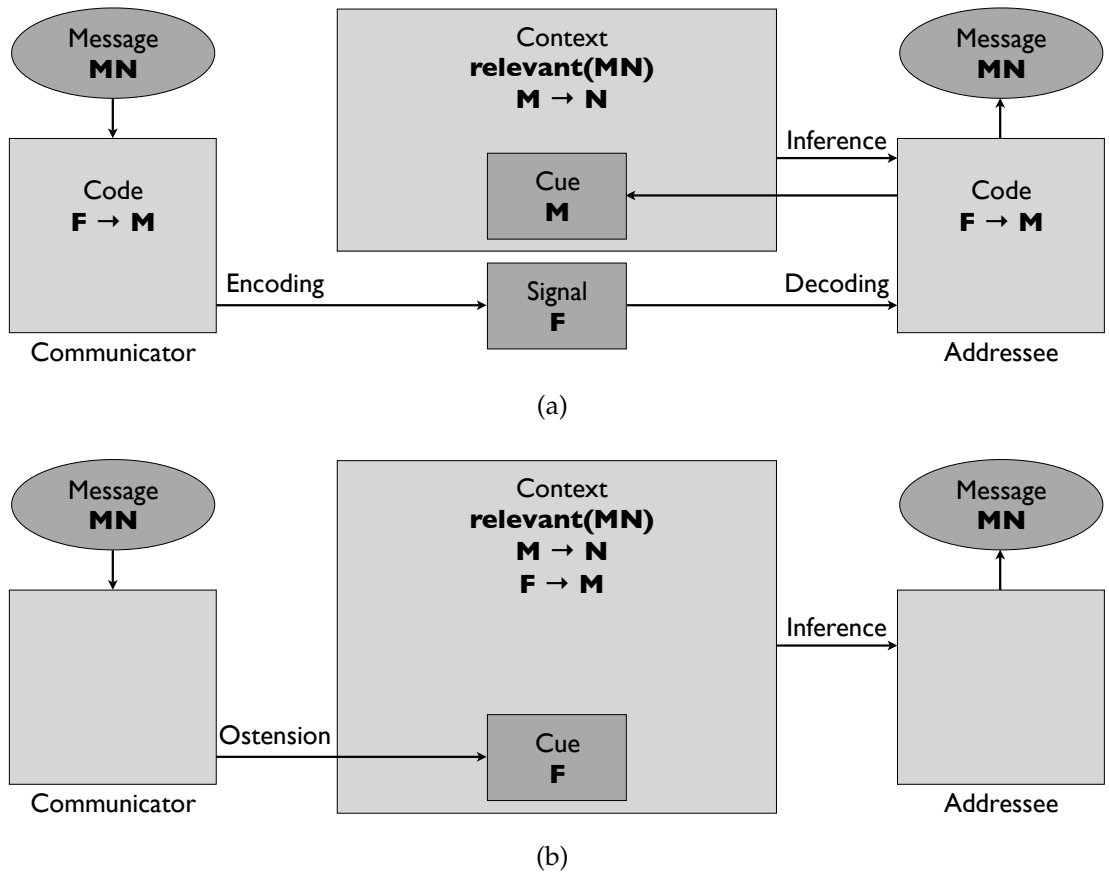 Message
MN
Context
relevant(MN)
M → N
Message
MN
Inference
Code
F → M
Cue
M
Code
F → M
Encoding
Signal
F
Decoding
Communicator
Addressee
(a)
Message
MN
Context
relevant(MN)
M → N
F → M
Message
MN
Inference
Ostension
Cue
F
Communicator
Addressee
(b)